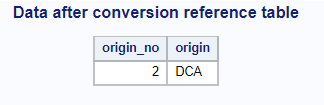 Data after conversion reference table
origin_no origin
2 DCA